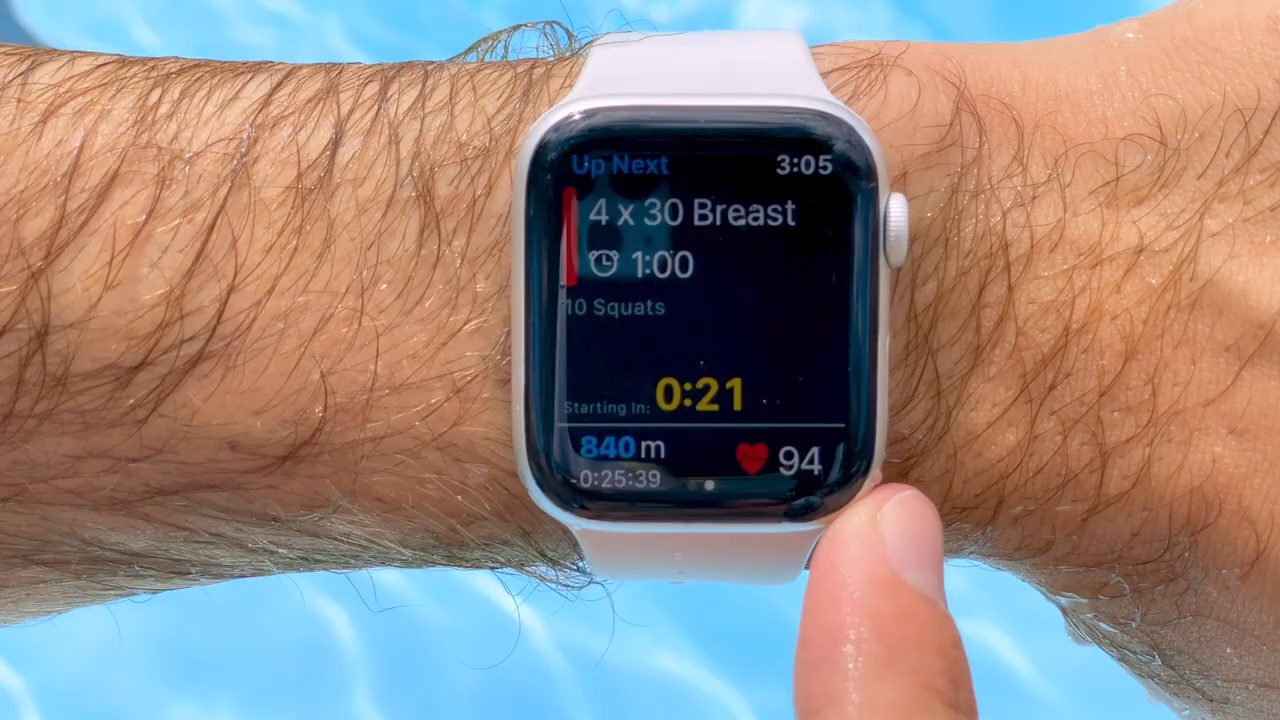 Up Next 3:05
4 x 30 Breast
1:00
10 Squats
Starting In: 0:21
840 m 94
0:25:39